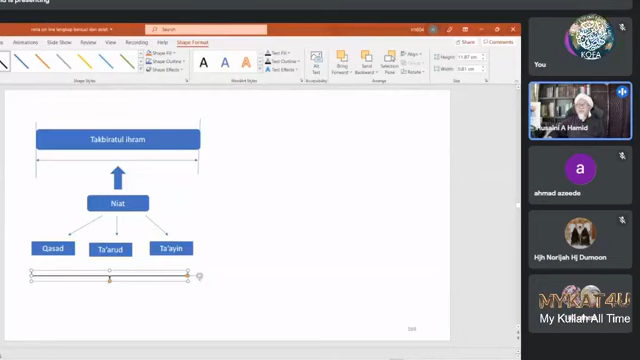 is presenting
Search
Animations
Slide Show
Review
View
Help
Shape Format
Share
Comments
Shape Fill
Shape Outline
Shape Effects
Shape Styles
A A A
Text Fill
Text Outline
Text Effects
WordArt Styles
Alt Text
Bring Forward
Send Backward
Selection Pane
Align
Group
Rotate
Arrange
Height:
Width:
Size
Takbiratul ihram
Niat
Qasad
Ta'arud
Ta'ayin
KOFA
You
Husaini A Hamid
a
ahmad azeede
Hjh Norijah Hj Dumoon
MYKAT4U
My Kuliah All Time